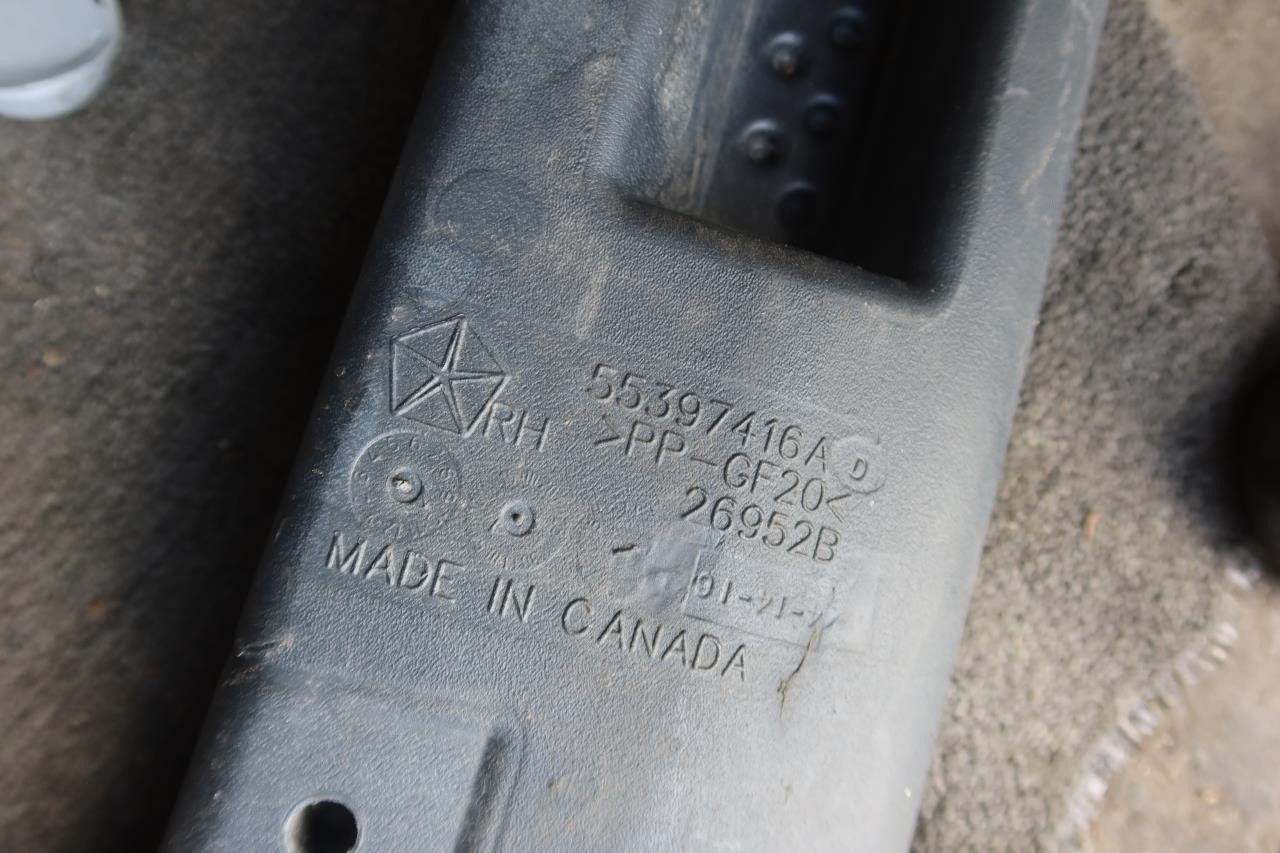 55397416A D
RH >PP-GF20<
26952B
MADE IN CANADA